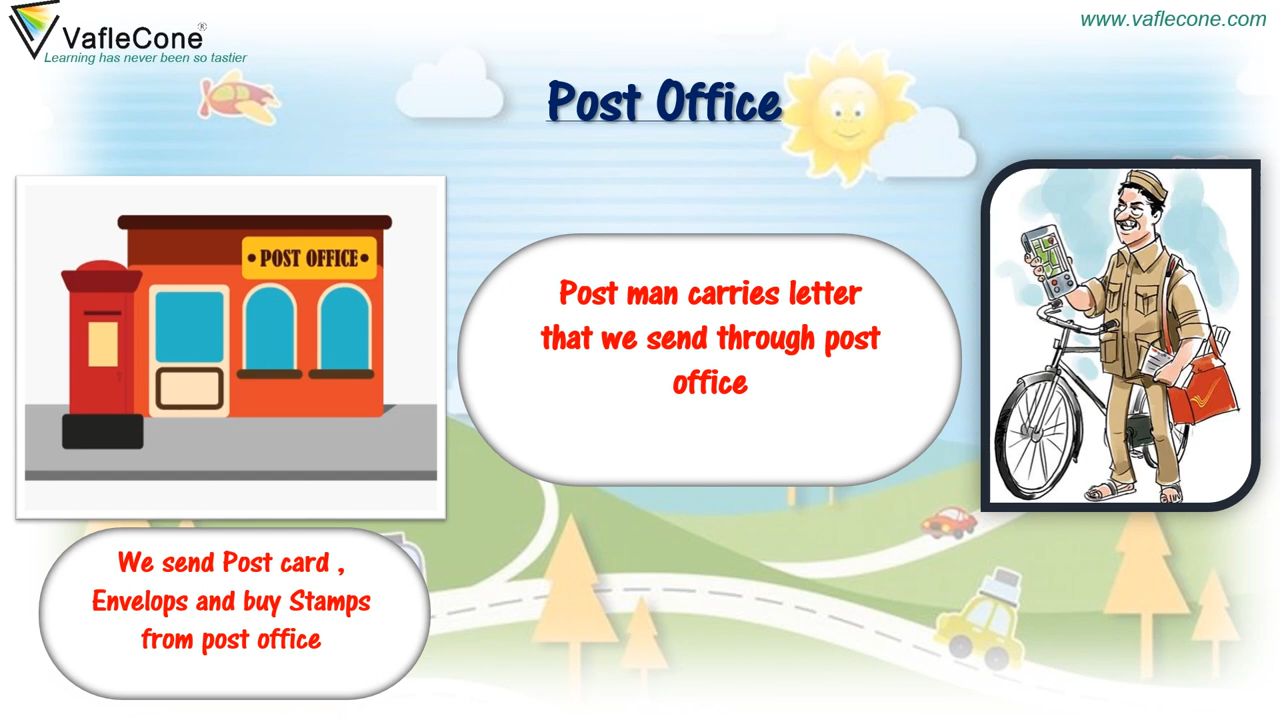 VafleCone®
Learning has never been so tastier
www.vaflecone.com
Post Office
• POST OFFICE •
Post man carries letter
that we send through post
office
We send Post card ,
Envelops and buy Stamps
from post office